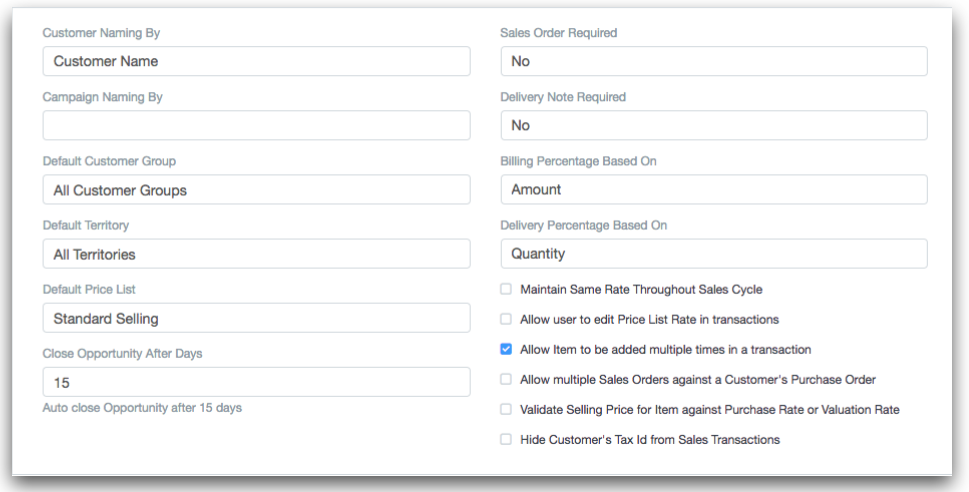 Customer Naming By
Customer Name
Campaign Naming By
Default Customer Group
All Customer Groups
Default Territory
All Territories
Default Price List
Standard Selling
Close Opportunity After Days
15
Auto close Opportunity after 15 days
Sales Order Required
No
Delivery Note Required
No
Billing Percentage Based On
Amount
Delivery Percentage Based On
Quantity
Maintain Same Rate Throughout Sales Cycle
Allow user to edit Price List Rate in transactions
Allow Item to be added multiple times in a transaction
Allow multiple Sales Orders against a Customer's Purchase Order
Validate Selling Price for Item against Purchase Rate or Valuation Rate
Hide Customer's Tax Id from Sales Transactions